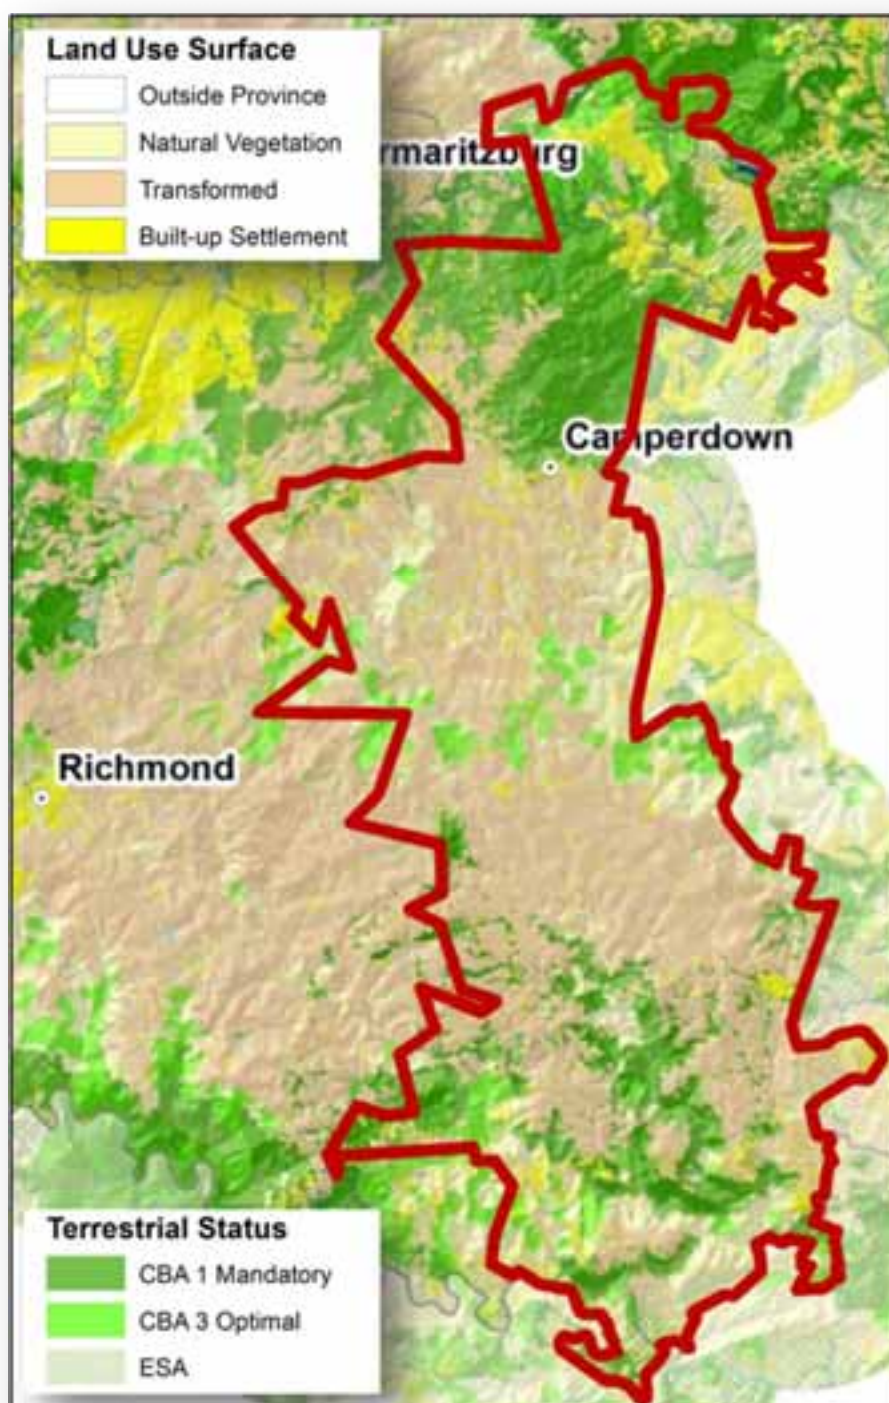 Land Use Surface
Outside Province
Natural Vegetation
Transformed
Built-up Settlement
rmaritzburg
Camperdown
Richmond
Terrestrial Status
CBA 1 Mandatory
CBA 3 Optimal
ESA